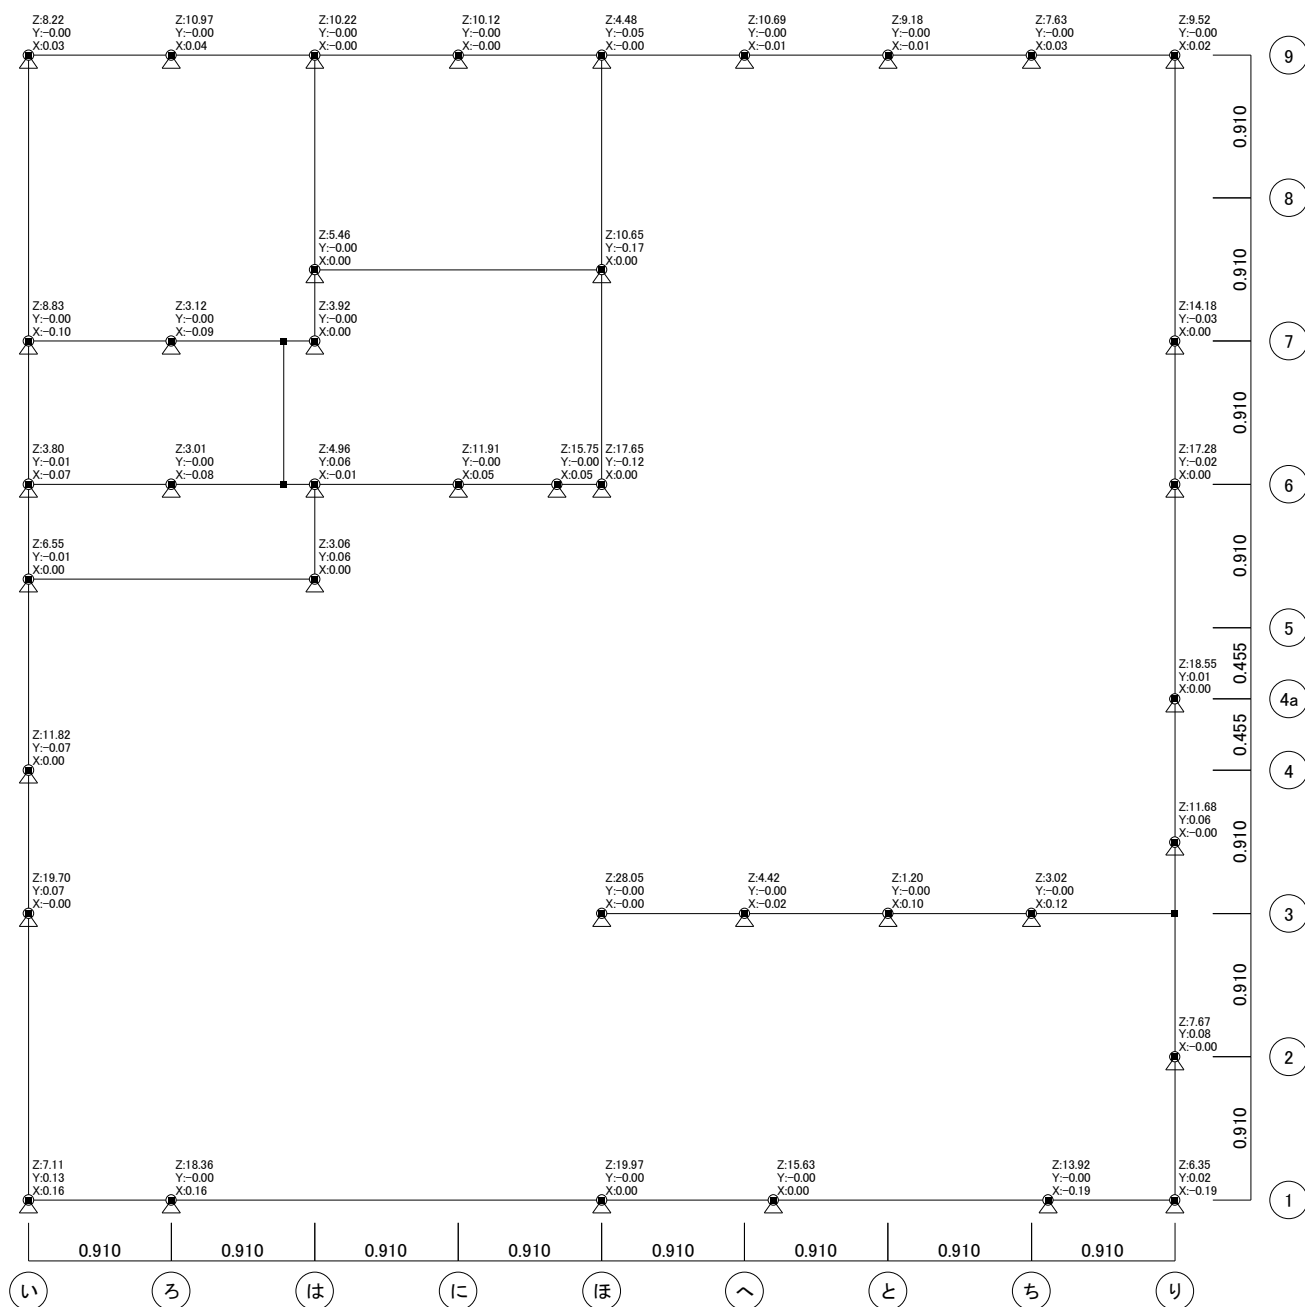 Z:8.22
Y:-0.00
X:0.03
Z:10.97
Y:-0.00
X:0.04
Z:10.22
Y:-0.00
X:-0.00
Z:10.12
Y:-0.00
X:-0.00
Z:4.48
Y:-0.05
X:-0.00
Z:10.69
Y:-0.00
X:-0.01
Z:9.18
Y:-0.00
X:-0.01
Z:7.63
Y:-0.00
X:0.03
Z:9.52
Y:-0.00
X:0.02
9
0.910
8
Z:5.46
Y:-0.00
X:0.00
Z:10.65
Y:-0.17
X:0.00
0.910
Z:8.83
Y:-0.00
X:-0.10
Z:3.12
Y:-0.00
X:-0.09
Z:3.92
Y:-0.00
X:0.00
Z:14.18
Y:-0.03
X:0.00
7
0.910
Z:3.80
Y:-0.01
X:-0.07
Z:3.01
Y:-0.00
X:-0.08
Z:4.96
Y:0.06
X:-0.01
Z:11.91
Y:-0.00
X:0.05
Z:15.75
Y:-0.00
X:0.05
Z:17.65
Y:-0.12
X:0.00
Z:17.28
Y:-0.02
X:0.00
6
0.910
Z:6.55
Y:-0.01
X:0.00
Z:3.06
Y:0.06
X:0.00
5
0.455
Z:18.55
Y:0.01
X:0.00
4a
0.455
Z:11.82
Y:-0.07
X:0.00
4
Z:11.68
Y:0.06
X:-0.00
0.910
Z:19.70
Y:0.07
X:-0.00
Z:28.05
Y:-0.00
X:-0.00
Z:4.42
Y:-0.00
X:-0.02
Z:1.20
Y:-0.00
X:0.10
Z:3.02
Y:-0.00
X:0.12
3
0.910
Z:7.67
Y:0.08
X:-0.00
2
0.910
Z:7.11
Y:0.13
X:0.16
Z:18.36
Y:-0.00
X:0.16
Z:19.97
Y:-0.00
X:0.00
Z:15.63
Y:-0.00
X:0.00
Z:13.92
Y:-0.00
X:-0.19
Z:6.35
Y:0.02
X:-0.19
1
0.910 0.910 0.910 0.910 0.910 0.910 0.910 0.910
い ろ は に ほ へ と ち り